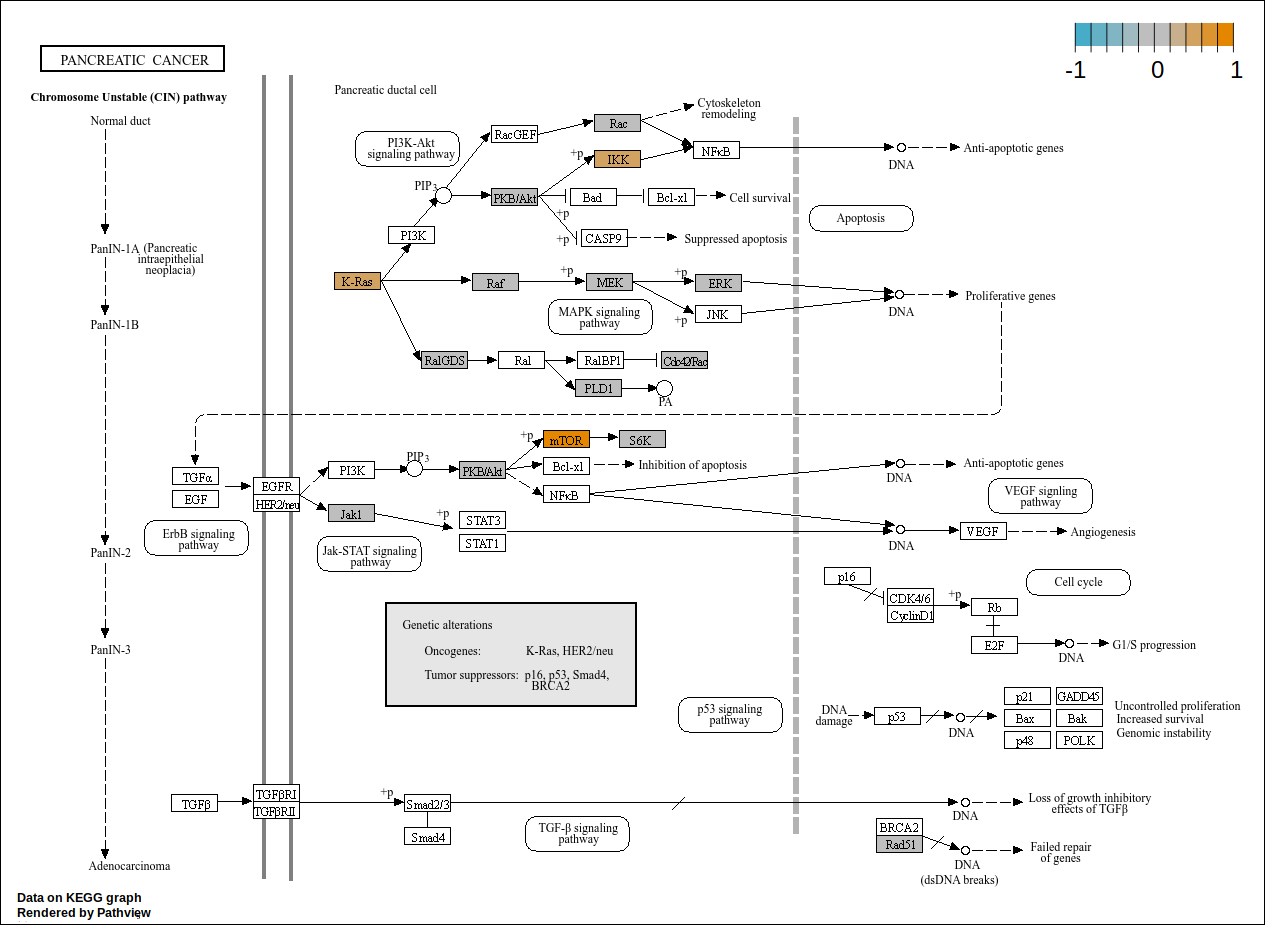 PANCREATIC CANCER
-1
0
1
Chromosome Unstable (CIN) pathway
Pancreatic ductal cell
Normal duct
PI3K-Akt
signaling pathway
RacGEF
Rac
Cytoskeleton
remodeling
+p
IKK
NFκB
DNA
Anti-apoptotic genes
PIP3
PKB/Akt
Bad
Bcl-xl
Cell survival
+p
+p
CASP9
Suppressed apoptosis
Apoptosis
PI3K
PanIN-1A (Pancreatic
intraepithelial
neoplacia)
K-Ras
Raf
+p
MEK
+p
ERK
MAPK signaling
pathway
+p
JNK
DNA
Proliferative genes
PanIN-1B
RalGDS
Ral
RalBP1
Cdc42/Rac
PLD1
PA
+p
mTOR
S6K
TGFα
EGF
EGFR
HER2/neu
PI3K
PIP3
PKB/Akt
Bcl-xl
Inhibition of apoptosis
NFκB
DNA
Anti-apoptotic genes
VEGF signling
pathway
ErbB signaling
pathway
Jak1
+p
STAT3
STAT1
Jak-STAT signaling
pathway
DNA
VEGF
Angiogenesis
PanIN-2
p16
CDK4/6
CyclinD1
+p
Rb
E2F
DNA
G1/S progression
Cell cycle
Genetic alterations
Oncogenes: K-Ras, HER2/neu
Tumor suppressors: p16, p53, Smad4,
BRCA2
PanIN-3
p53 signaling
pathway
DNA
damage
p53
DNA
p21
GADD45
Bax
Bak
p48
POLK
Uncontrolled proliferation
Increased survival
Genomic instability
TGFβ
TGFβRI
TGFβRII
+p
Smad2/3
Smad4
TGF-β signaling
pathway
DNA
Loss of growth inhibitory
effects of TGFβ
BRCA2
Rad51
DNA
(dsDNA breaks)
Failed repair
of genes
Adenocarcinoma
Data on KEGG graph
Rendered by Pathview